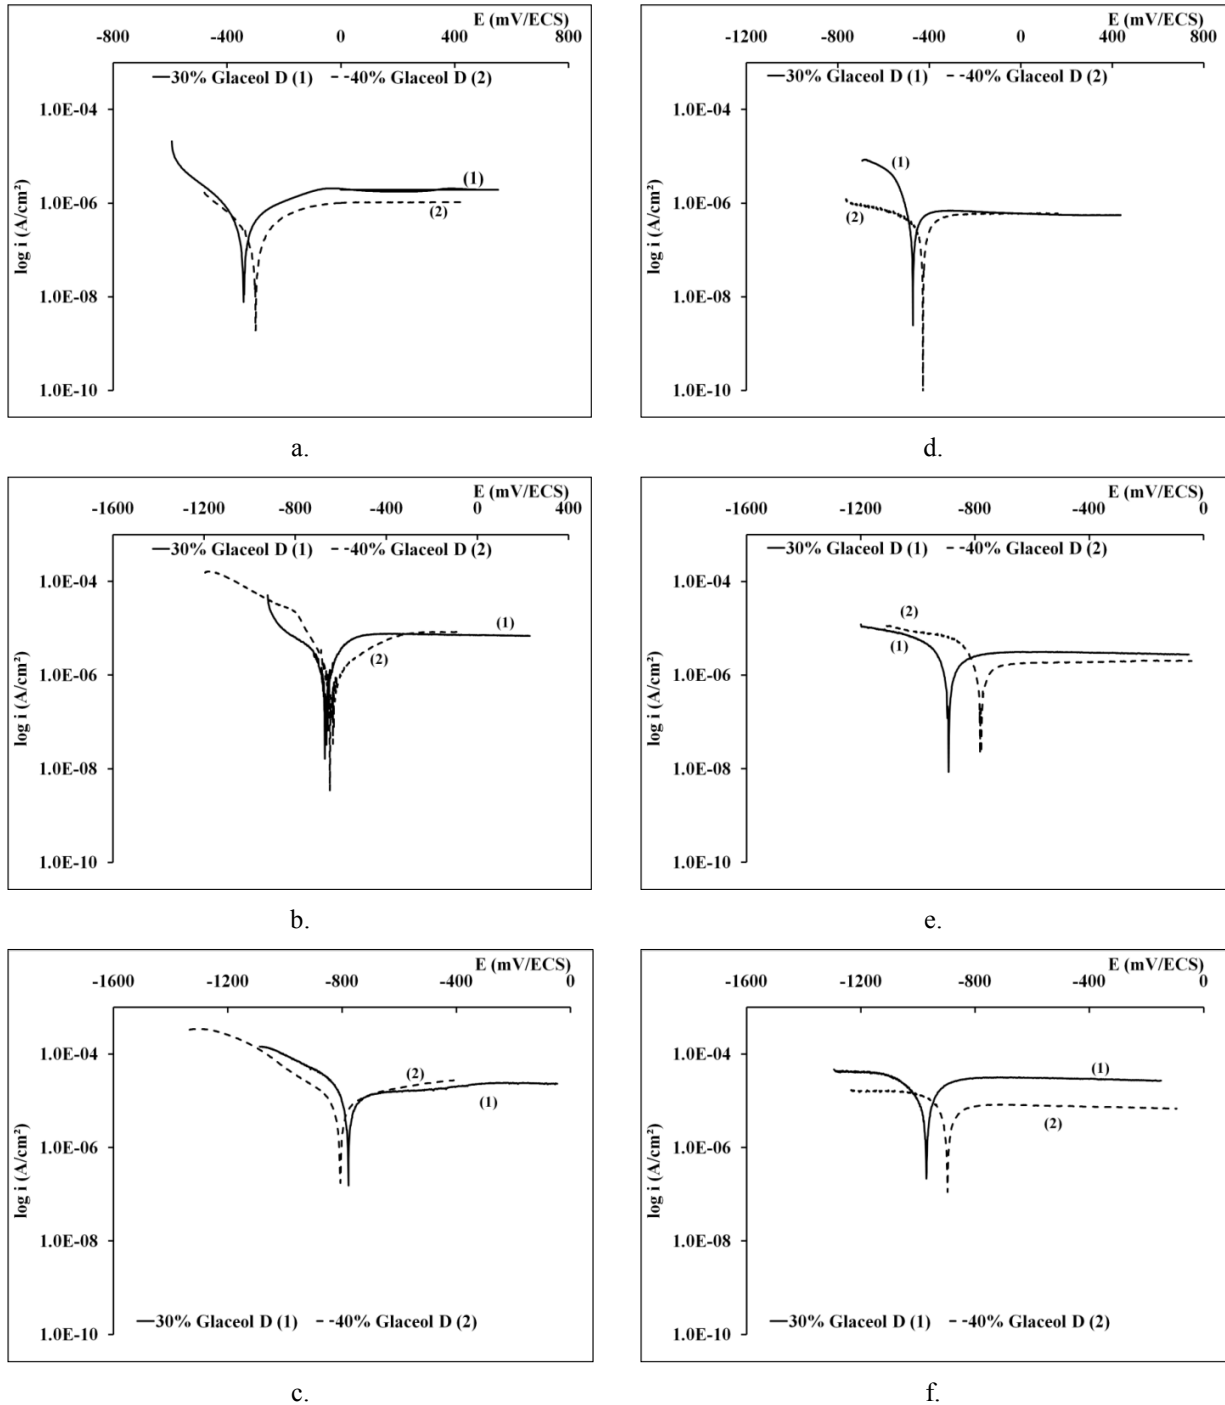 E (mV/ECS)
-800 -400 0 400 800
30% Glaceol D (1) 40% Glaceol D (2)
1.0E-04
1.0E-06
1.0E-08
1.0E-10
log i (A/cm²)
(1)
(2)
a.
E (mV/ECS)
-1200 -800 -400 0 400 800
30% Glaceol D (1) -40% Glaceol D (2)
1.0E-04
1.0E-06
1.0E-08
1.0E-10
log i (A/cm²)
(1)
(2)
d.
E (mV/ECS)
-1600 -1200 -800 -400 0 400
30% Glaceol D (1) -40% Glaceol D (2)
1.0E-04
1.0E-06
1.0E-08
1.0E-10
log i (A/cm²)
(1)
(2)
b.
E (mV/ECS)
-1600 -1200 -800 -400 0
30% Glaceol D (1) -40% Glaceol D (2)
1.0E-04
1.0E-06
1.0E-08
1.0E-10
log i (A/cm²)
(2)
(1)
e.
E (mV/ECS)
-1600 -1200 -800 -400 0
1.0E-04
1.0E-06
1.0E-08
1.0E-10
log i (A/cm²)
(2)
(1)
30% Glaceol D (1) -40% Glaceol D (2)
c.
E (mV/ECS)
-1600 -1200 -800 -400 0
1.0E-04
1.0E-06
1.0E-08
1.0E-10
log i (A/cm²)
(1)
(2)
30% Glaceol D (1) -40% Glaceol D (2)
f.